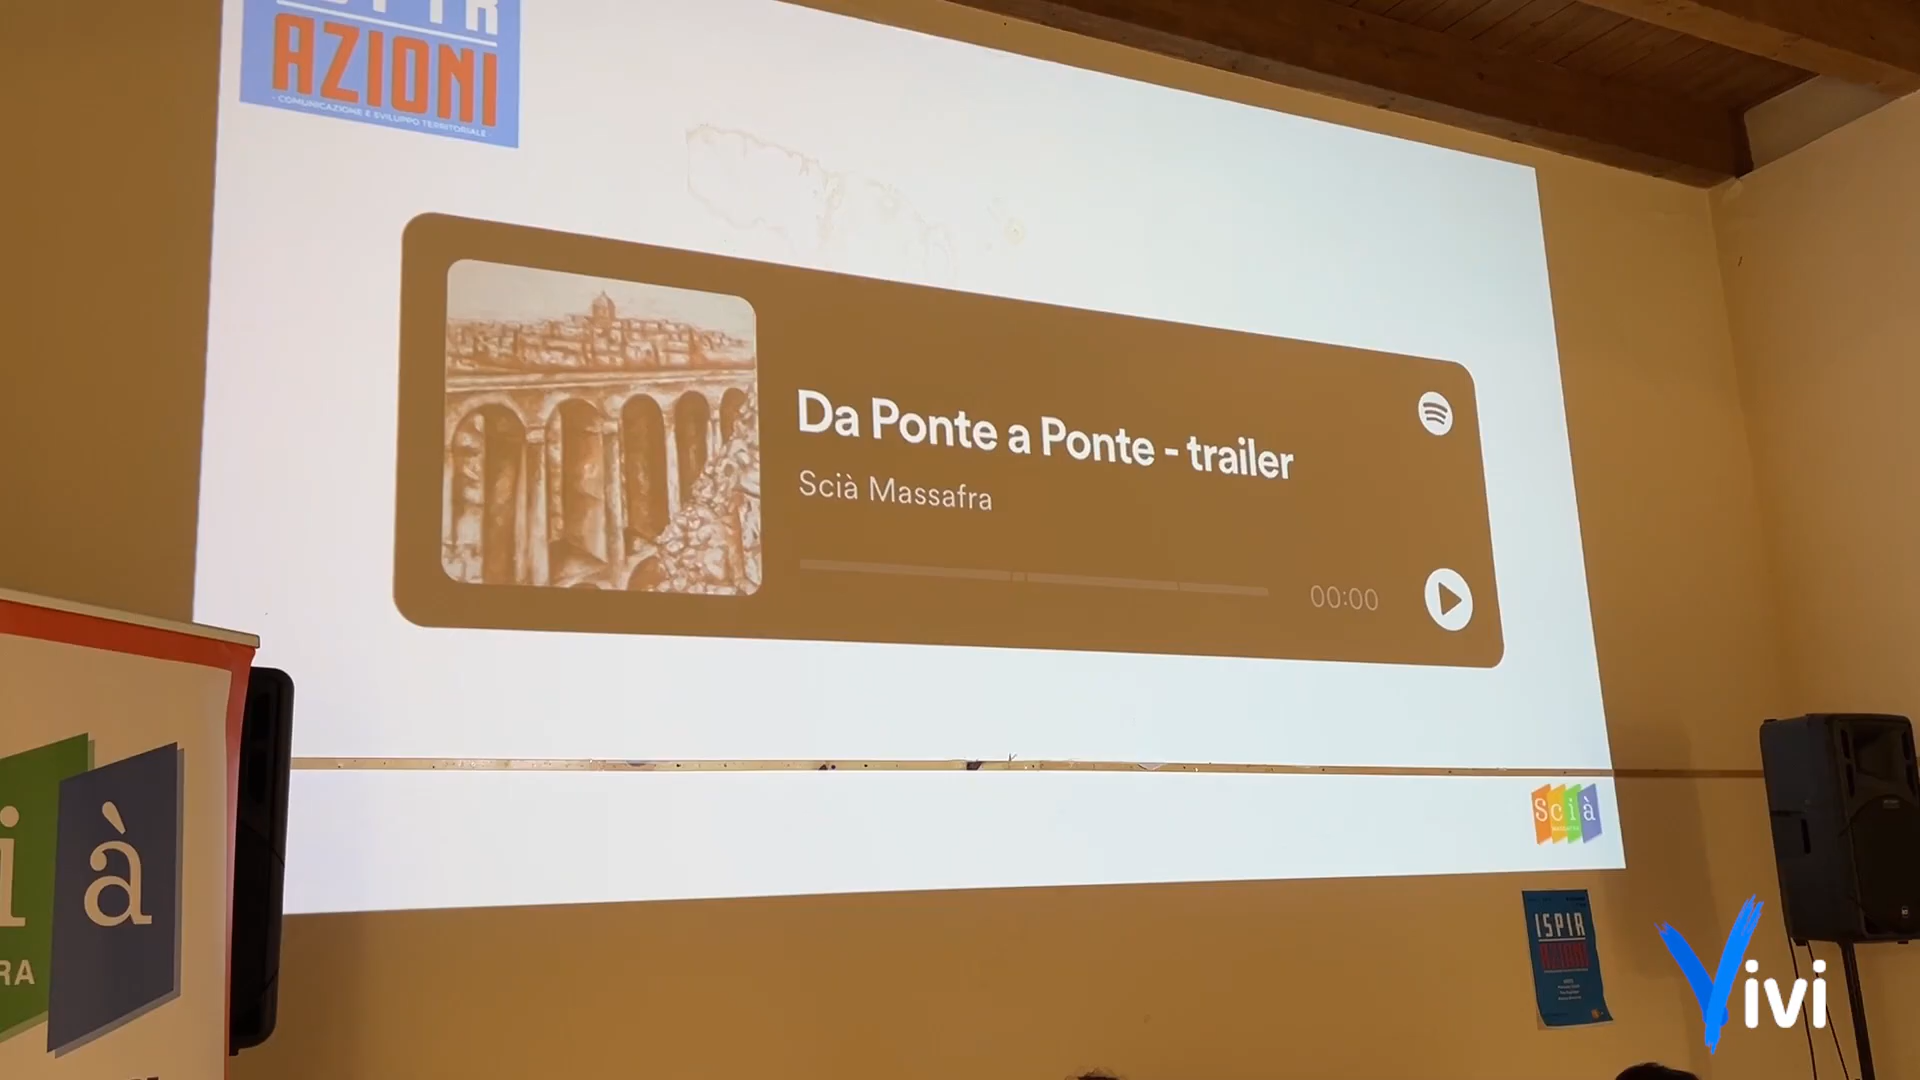 AZIONI
- COMUNICAZIONE E SVILUPPO TERRITORIALE -
Da Ponte a Ponte - trailer
Scià Massafra
00:00
Scià
i à
RA
ISPIR
AZIONI
Vivi